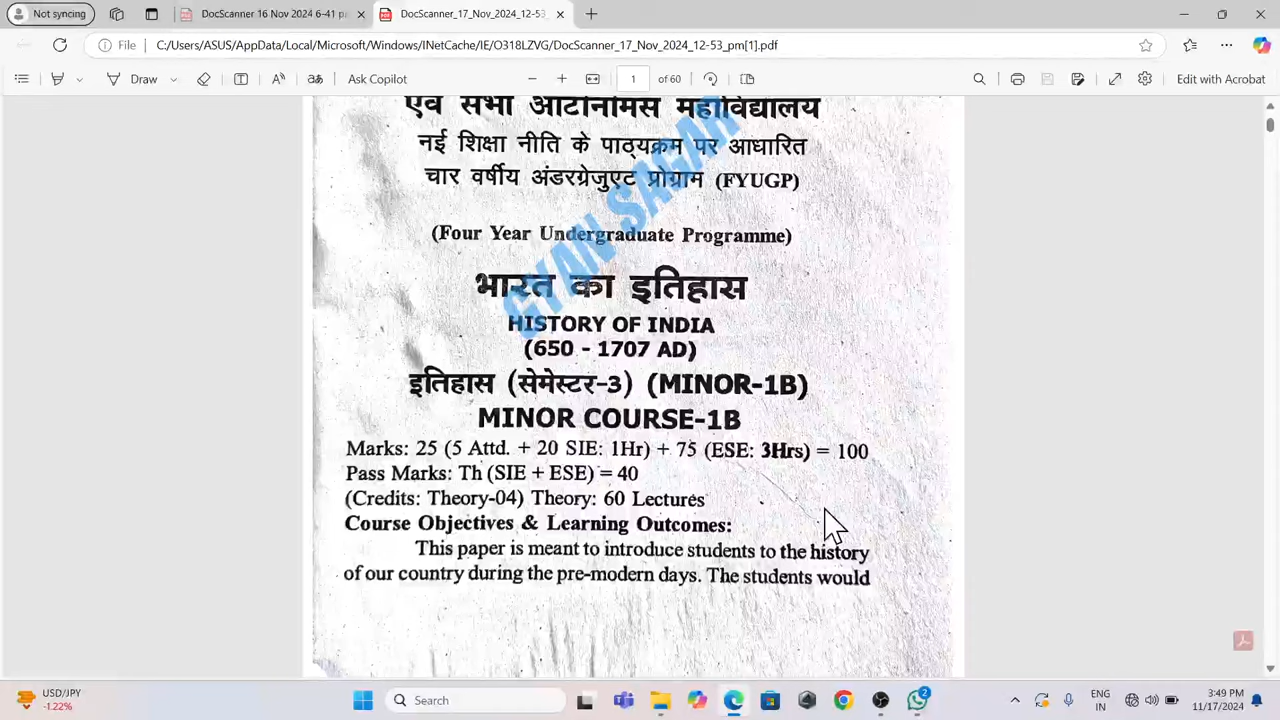 Not syncing
DocScanner 16 Nov 2024 6-41 pm
DocScanner_17_Nov_2024_12-53_
File
C:/Users/ASUS/AppData/Local/Microsoft/Windows/INetCache/IE/O318LZVG/DocScanner_17_Nov_2024_12-53_pm[1].pdf
Draw
Ask Copilot
1 of 60
Edit with Acrobat
एवं सभी ऑटोनॉमस महाविद्यालय
नई शिक्षा नीति के पाठ्यक्रम पर आधारित
चार वर्षीय अंडरग्रेजुएट प्रोग्राम (FYUGP)
(Four Year Undergraduate Programme)
GYAN SAGAR
भारत का इतिहास
HISTORY OF INDIA
(650 - 1707 AD)
इतिहास (सेमेस्टर-3) (MINOR-1B)
MINOR COURSE-1B
Marks: 25 (5 Attd. + 20 SIE: 1Hr) + 75 (ESE: 3Hrs) = 100
Pass Marks: Th (SIE + ESE) = 40
(Credits: Theory-04) Theory: 60 Lectures
Course Objectives & Learning Outcomes:
This paper is meant to introduce students to the history
of our country during the pre-modern days. The students would
USD/JPY
-1.22%
Search
2
ENG
IN
3:49 PM
11/17/2024